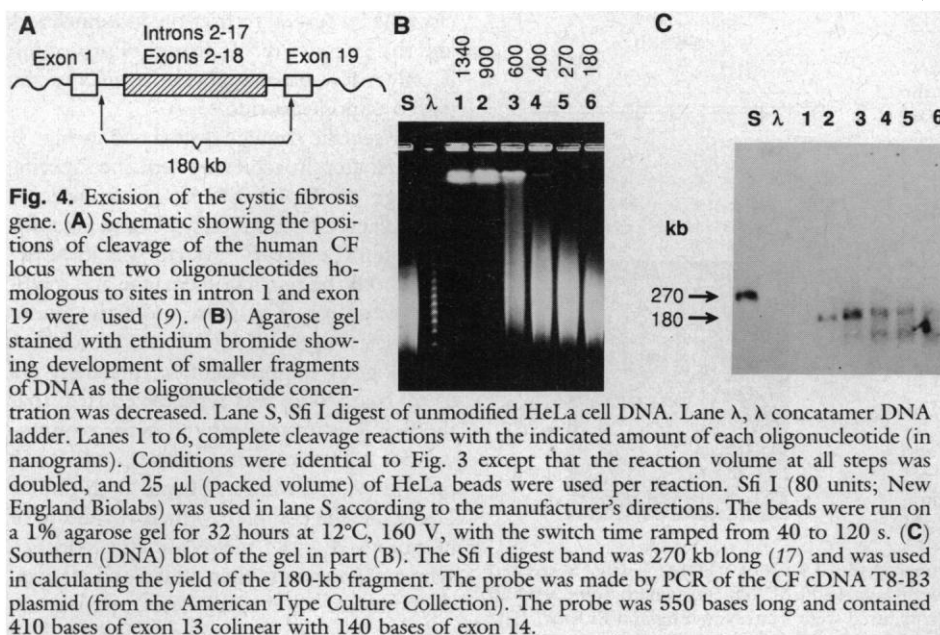 A
Introns 2-17
Exon 1 Exons 2-18 Exon 19
180 kb
B
1340 900 600 400 270 180
S λ 1 2 3 4 5 6
C
S λ 1 2 3 4 5 6
kb
270
180
Fig. 4. Excision of the cystic fibrosis
gene. (A) Schematic showing the posi-
tions of cleavage of the human CF
locus when two oligonucleotides ho-
mologous to sites in intron 1 and exon
19 were used (9). (B) Agarose gel
stained with ethidium bromide show-
ing development of smaller fragments
of DNA as the oligonucleotide concen-
tration was decreased. Lane S, Sfi I digest of unmodified HeLa cell DNA. Lane λ, λ concatamer DNA
ladder. Lanes 1 to 6, complete cleavage reactions with the indicated amount of each oligonucleotide (in
nanograms). Conditions were identical to Fig. 3 except that the reaction volume at all steps was
doubled, and 25 μl (packed volume) of HeLa beads were used per reaction. Sfi I (80 units; New
England Biolabs) was used in lane S according to the manufacturer's directions. The beads were run on
a 1% agarose gel for 32 hours at 12°C, 160 V, with the switch time ramped from 40 to 120 s. (C)
Southern (DNA) blot of the gel in part (B). The Sfi I digest band was 270 kb long (17) and was used
in calculating the yield of the 180-kb fragment. The probe was made by PCR of the CF cDNA T8-B3
plasmid (from the American Type Culture Collection). The probe was 550 bases long and contained
410 bases of exon 13 colinear with 140 bases of exon 14.